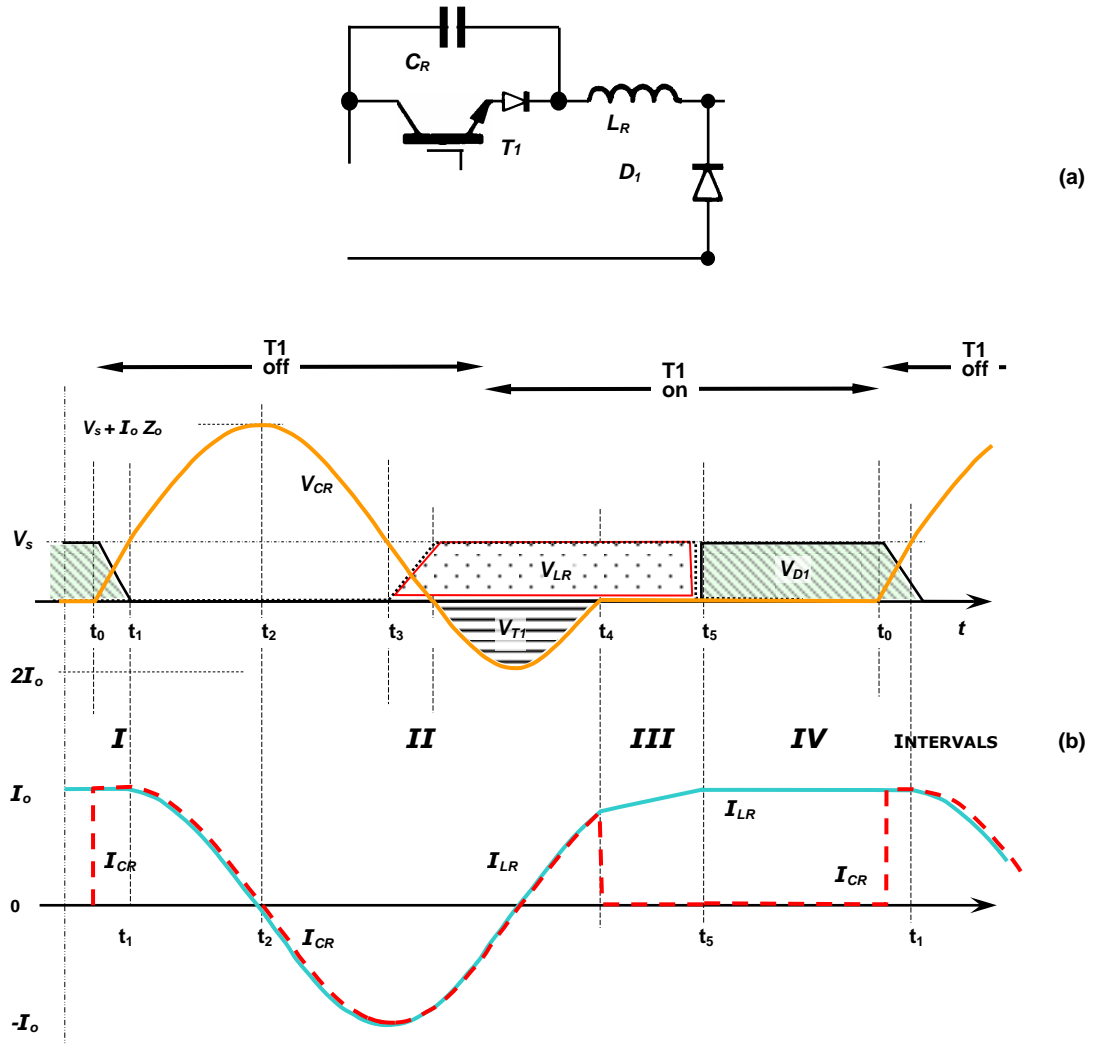 C_R
T_1
L_R
D_1
(a)
T1 off
T1 on
T1 off
V_s + I_o Z_o
V_CR
V_s
V_LR
V_D1
t_0
t_1
t_2
t_3
V_T1
t_4
t_5
t_0
t_1
t
2I_o
I
II
III
IV
INTERVALS
(b)
I_o
I_LR
I_CR
I_LR
I_CR
0
t_1
t_2
I_CR
t_5
t_1
-I_o